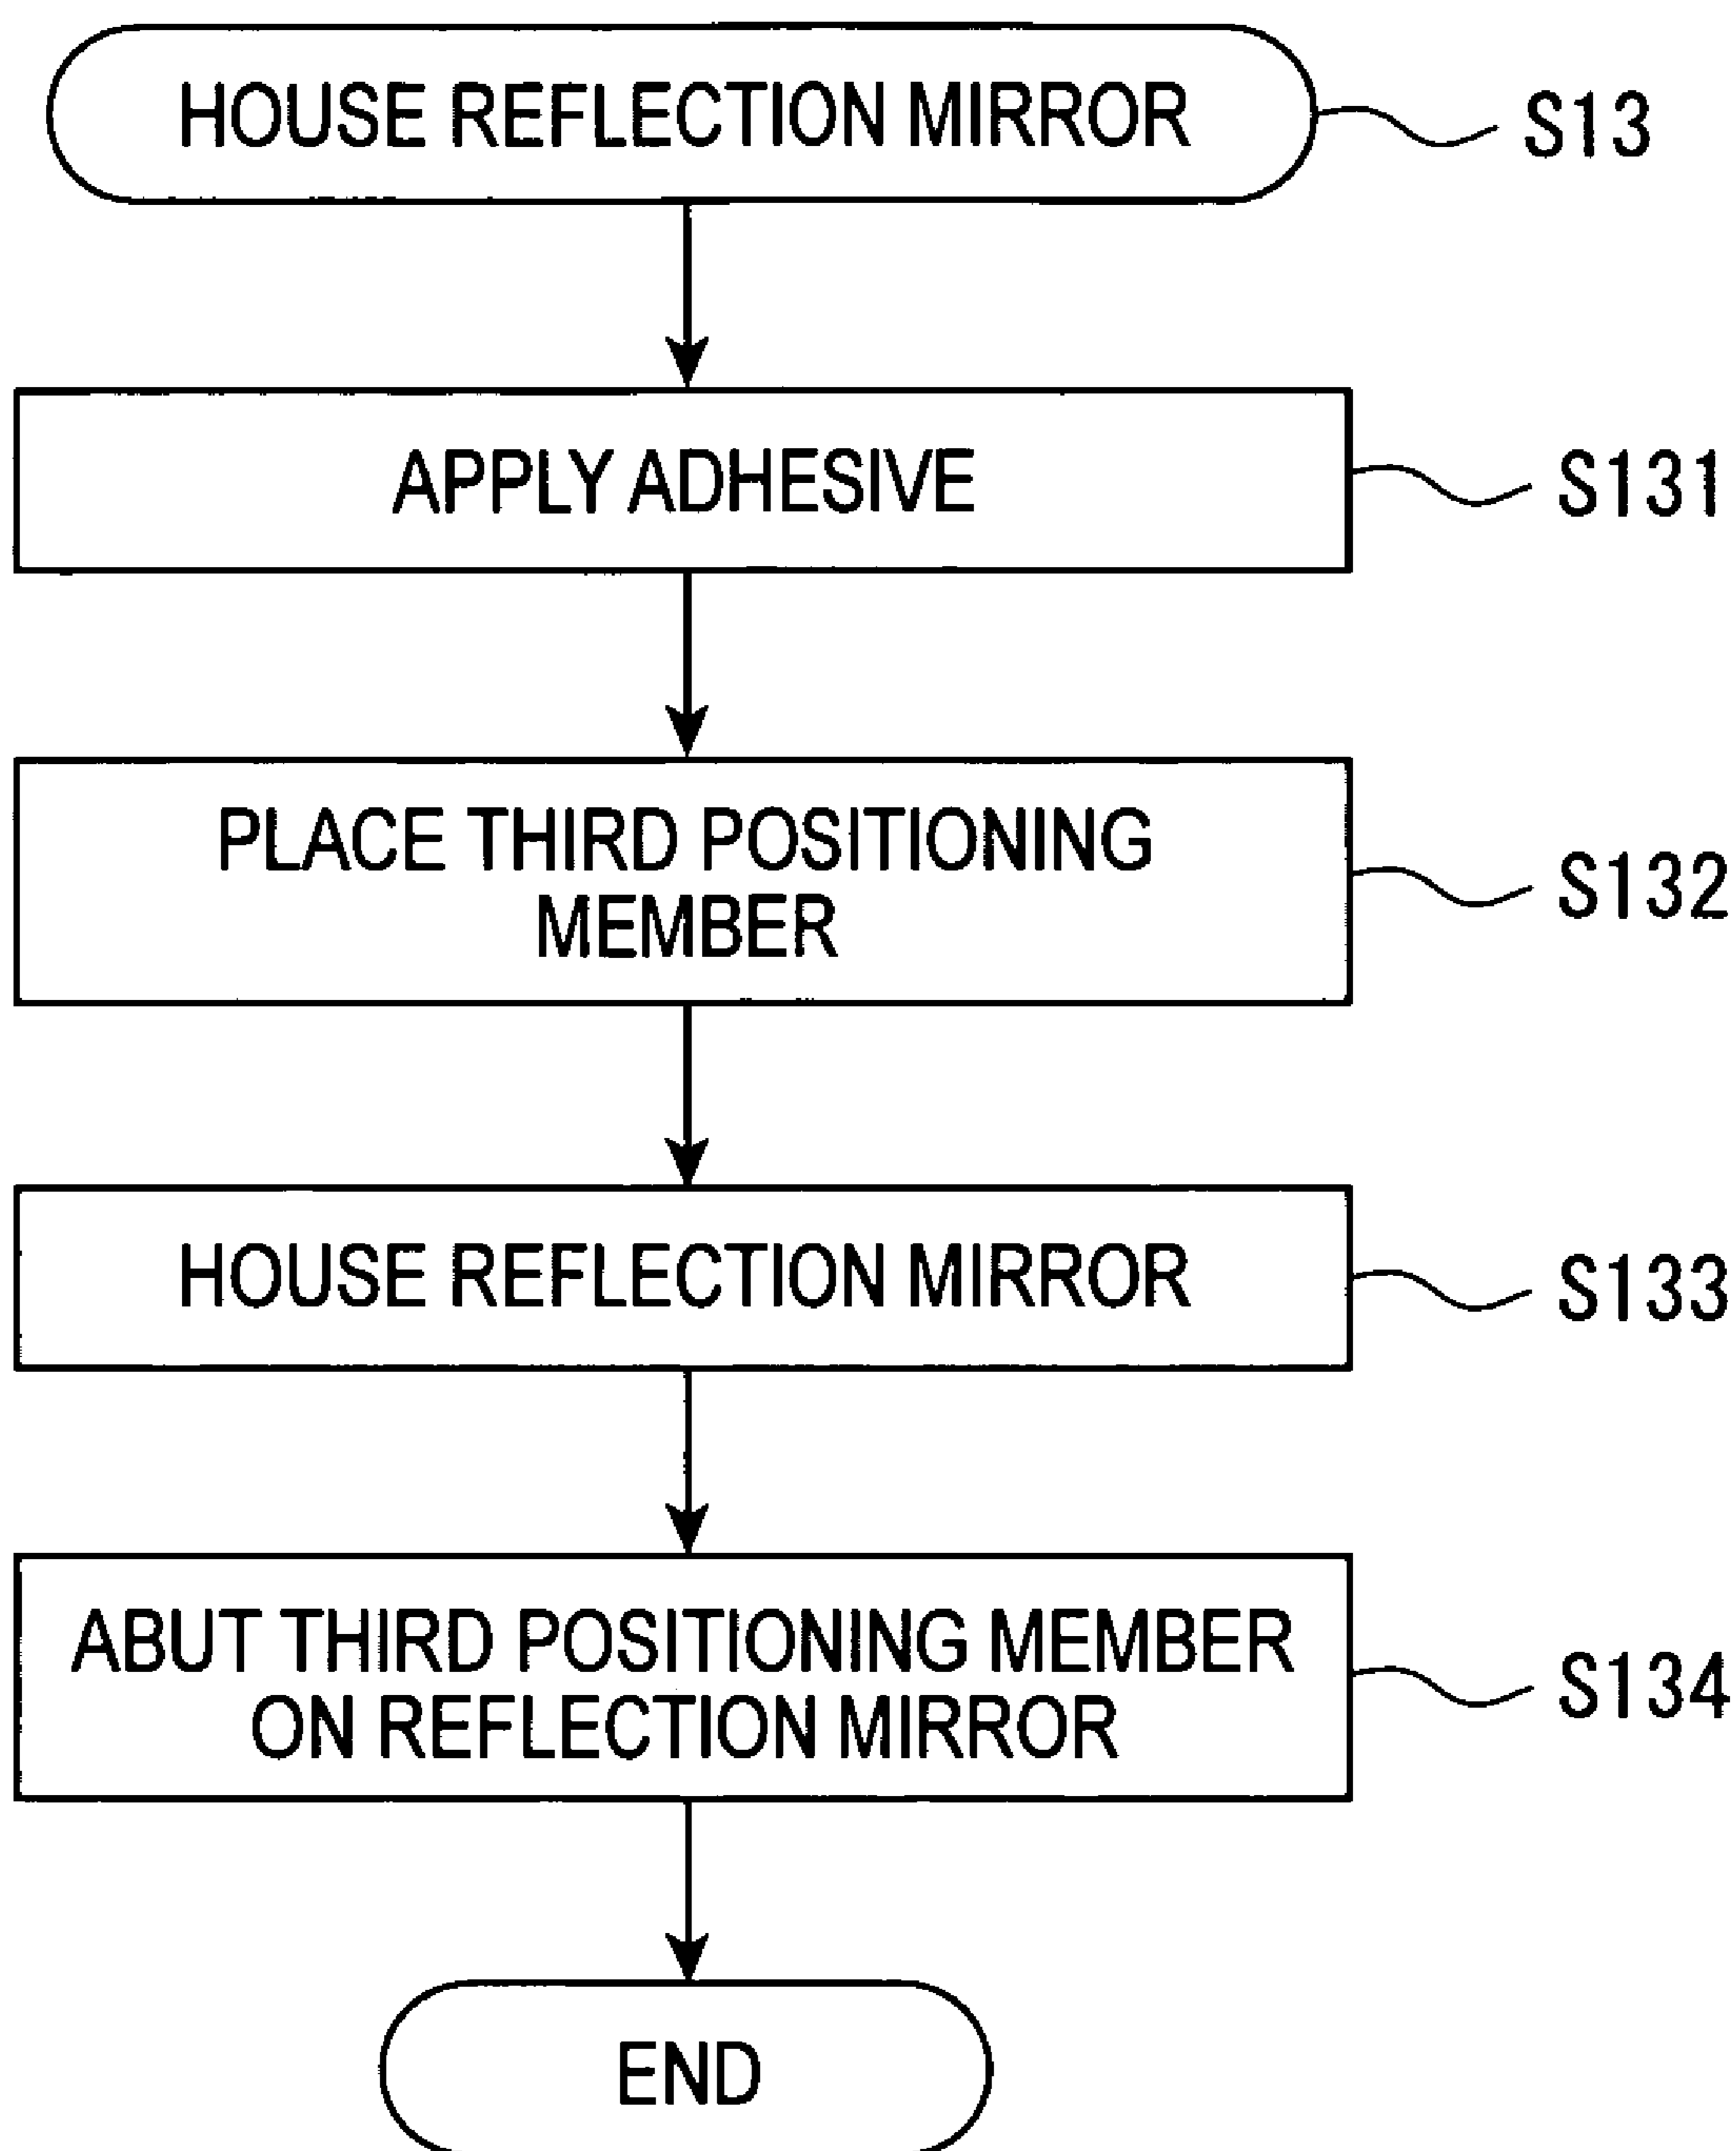 HOUSE REFLECTION MIRROR
S13
APPLY ADHESIVE
S131
PLACE THIRD POSITIONING
MEMBER
S132
HOUSE REFLECTION MIRROR
S133
ABUT THIRD POSITIONING MEMBER
ON REFLECTION MIRROR
S134
END